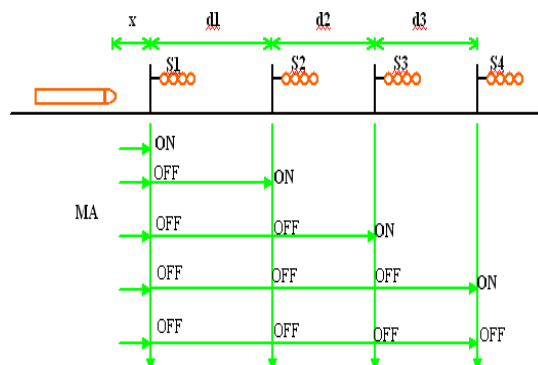 x d1 d2 d3
S1 S2 S3 S4
ON
OFF ON
MA
OFF OFF ON
OFF OFF OFF ON
OFF OFF OFF OFF